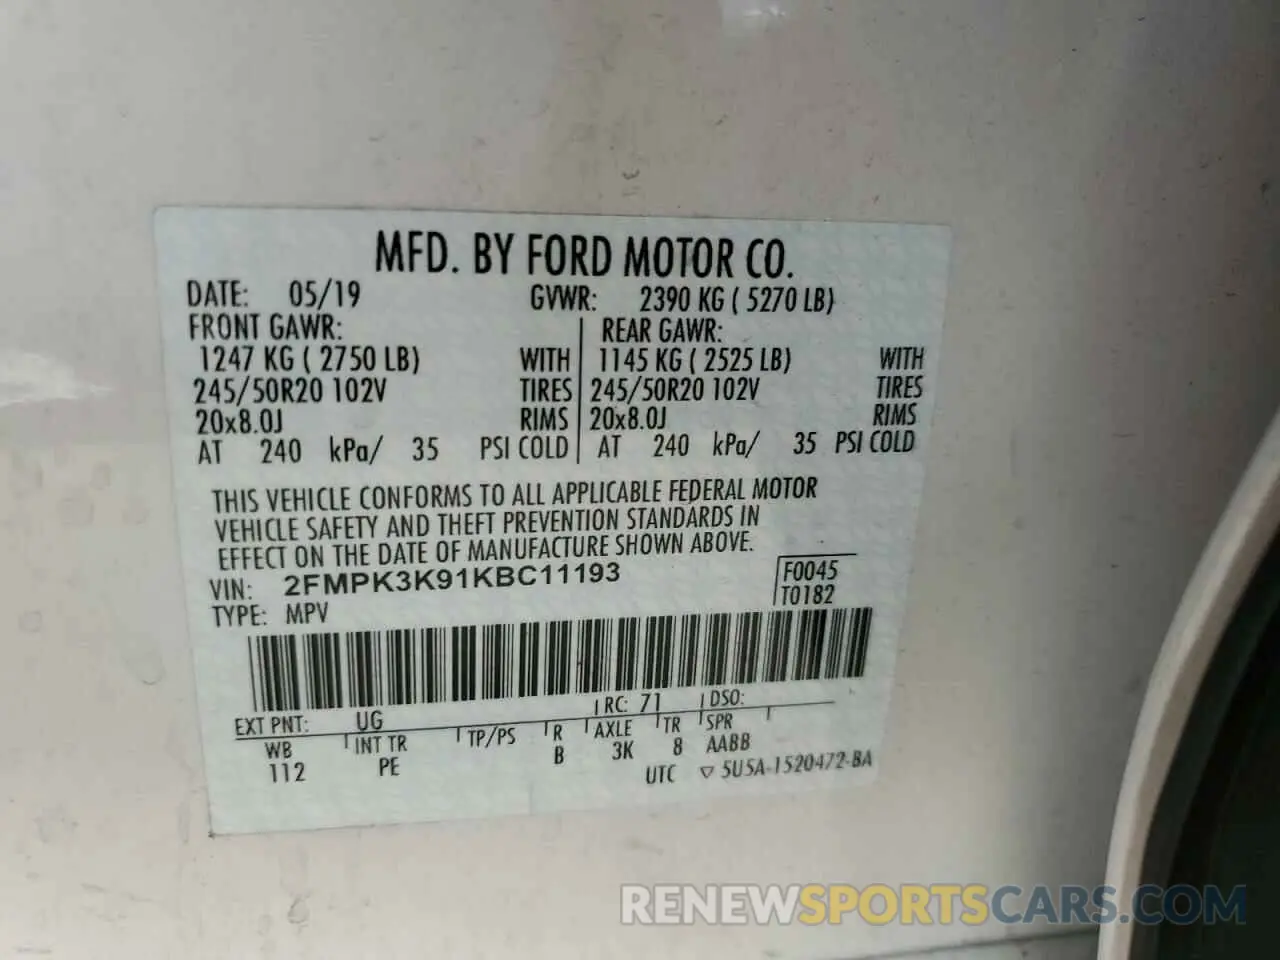 MFD. BY FORD MOTOR CO.
DATE: 05/19 GVWR: 2390 KG ( 5270 LB)
FRONT GAWR: REAR GAWR:
1247 KG ( 2750 LB) WITH 1145 KG ( 2525 LB) WITH
245/50R20 102V TIRES 245/50R20 102V TIRES
20x8.0J RIMS 20x8.0J RIMS
AT 240 kPa/ 35 PSI COLD AT 240 kPa/ 35 PSI COLD
THIS VEHICLE CONFORMS TO ALL APPLICABLE FEDERAL MOTOR
VEHICLE SAFETY AND THEFT PREVENTION STANDARDS IN
EFFECT ON THE DATE OF MANUFACTURE SHOWN ABOVE.
VIN: 2FMPK3K91KBC11193 F0045
TYPE: MPV T0182
EXT PNT: UG RC: 71 DSO:
WB INT TR TP/PS R AXLE TR SPR
112 PE B 3K 8 AABB
UTC ▽ 5U5A-1520472-BA
RENEWSPORTSCARS.COM